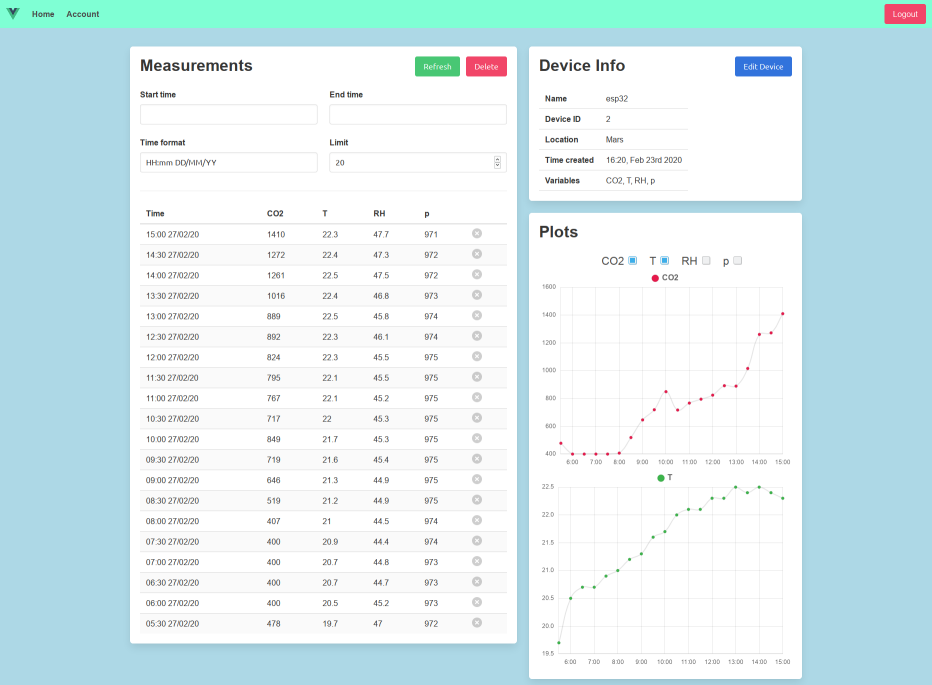 Home Account Logout
Measurements Refresh Delete
Start time End time
Time format Limit
HH:mm DD/MM/YY 20
Time CO2 T RH p
15:00 27/02/20 1410 22.3 47.7 971
14:30 27/02/20 1272 22.4 47.3 972
14:00 27/02/20 1261 22.5 47.5 972
13:30 27/02/20 1016 22.4 46.8 973
13:00 27/02/20 889 22.5 45.8 974
12:30 27/02/20 892 22.3 46.1 974
12:00 27/02/20 824 22.3 45.5 975
11:30 27/02/20 795 22.1 45.5 975
11:00 27/02/20 767 22.1 45.2 975
10:30 27/02/20 717 22 45.3 975
10:00 27/02/20 849 21.7 45.3 975
09:30 27/02/20 719 21.6 45.4 975
09:00 27/02/20 646 21.3 44.9 975
08:30 27/02/20 519 21.2 44.9 975
08:00 27/02/20 407 21 44.5 974
07:30 27/02/20 400 20.9 44.4 974
07:00 27/02/20 400 20.7 44.8 973
06:30 27/02/20 400 20.7 44.7 973
06:00 27/02/20 400 20.5 45.2 973
05:30 27/02/20 478 19.7 47 972
Device Info Edit Device
Name esp32
Device ID 2
Location Mars
Time created 16:20, Feb 23rd 2020
Variables CO2, T, RH, p
Plots
CO2 T RH p
CO2
1600
1400
1200
1000
800
600
400
6:00 7:00 8:00 9:00 10:00 11:00 12:00 13:00 14:00 15:00
T
22.5
22.0
21.5
21.0
20.5
20.0
19.5
6:00 7:00 8:00 9:00 10:00 11:00 12:00 13:00 14:00 15:00